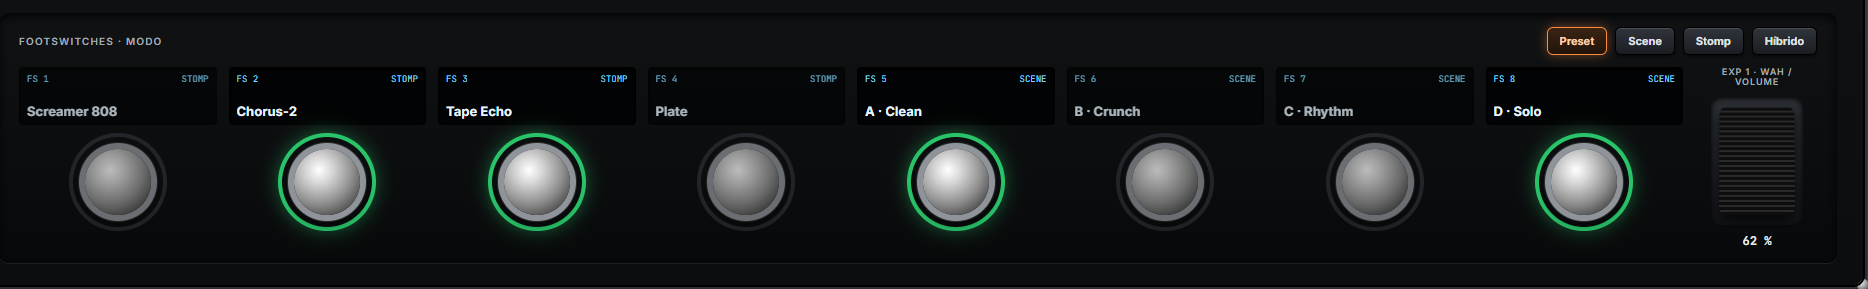 FOOTSWITCHES · MODO
Preset Scene Stomp Híbrido
FS 1 STOMP
Screamer 808
FS 2 STOMP
Chorus-2
FS 3 STOMP
Tape Echo
FS 4 STOMP
Plate
FS 5 SCENE
A · Clean
FS 6 SCENE
B · Crunch
FS 7 SCENE
C · Rhythm
FS 8 SCENE
D · Solo
EXP 1 · WAH /
VOLUME
62 %